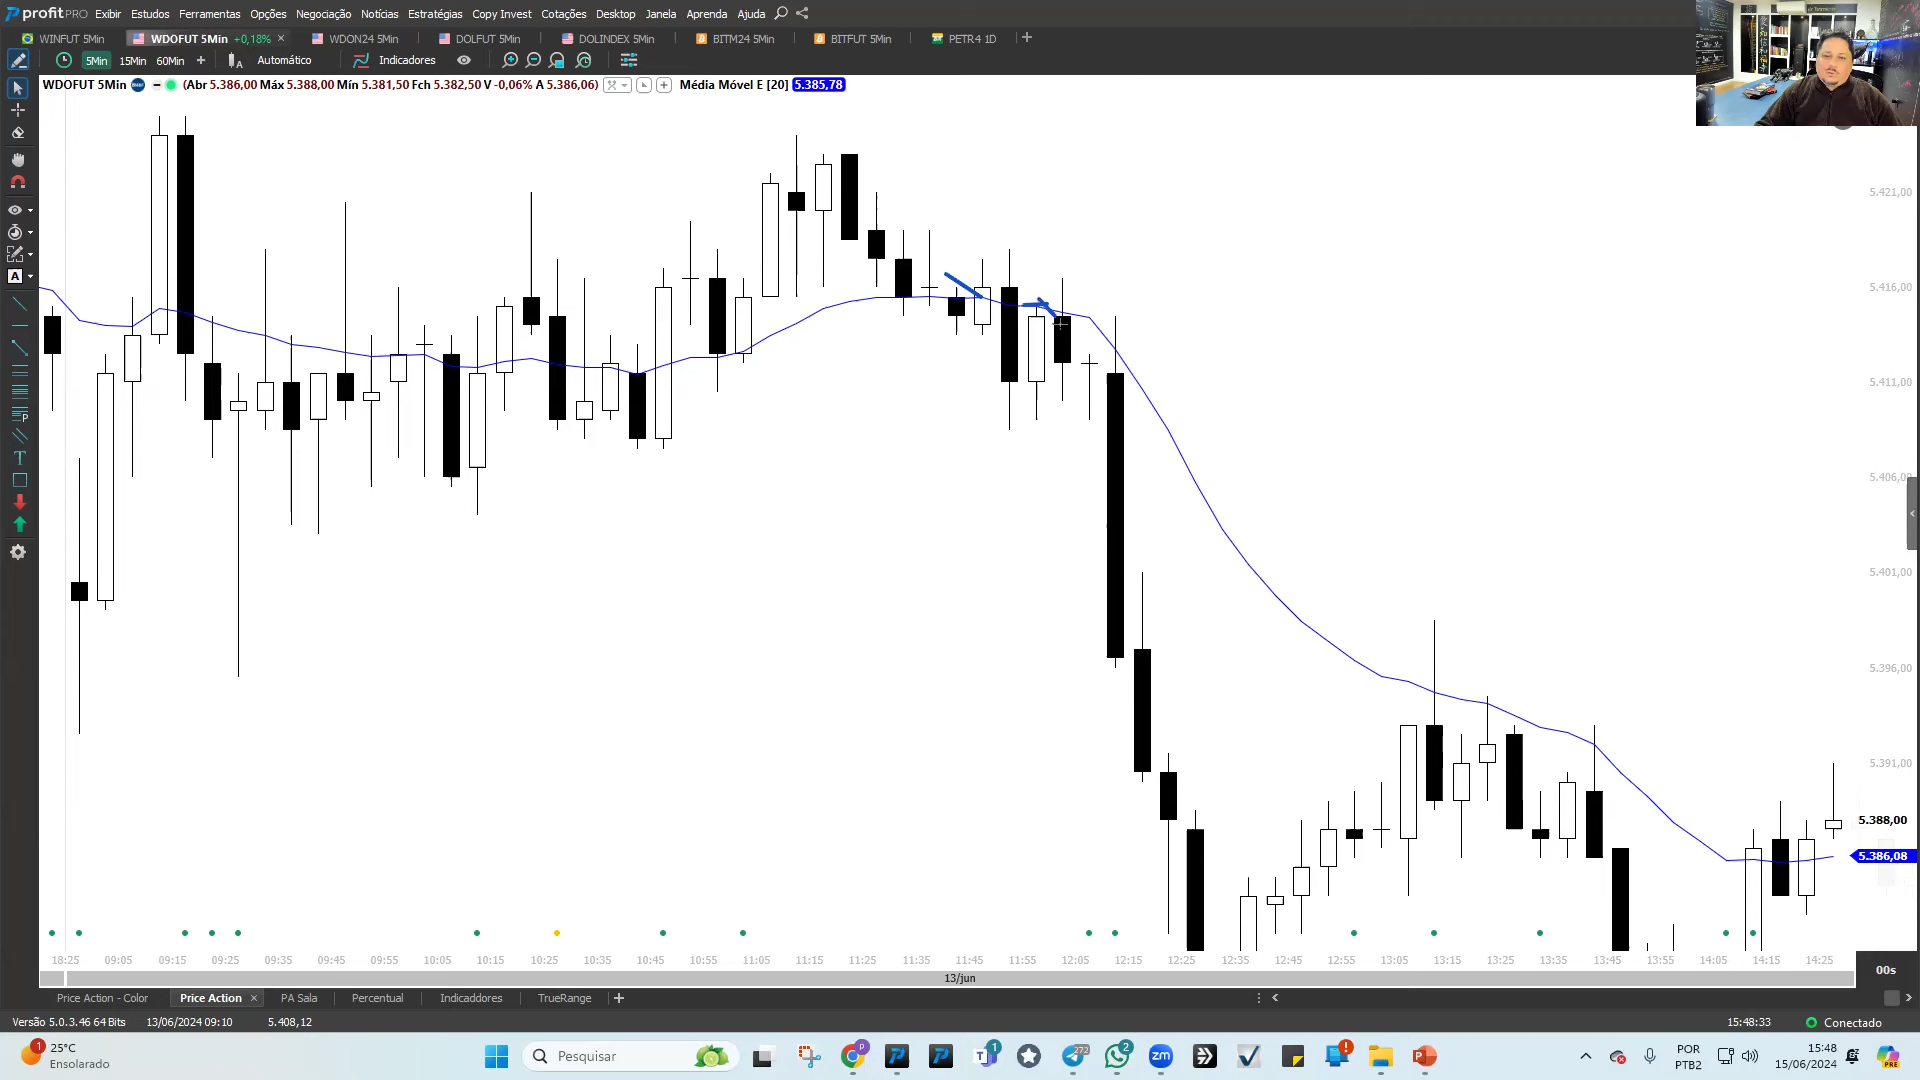 profitPRO Exibir Estudos Ferramentas Opções Negociação Notícias Estratégias Copy Invest Cotações Desktop Janela Aprenda Ajuda
WINFUT 5Min WDOFUT 5Min +0,18% × WDON24 5Min DOLFUT 5Min DOLINDEX 5Min BITM24 5Min BITFUT 5Min PETR4 1D +
5Min 15Min 60Min + A Automático Indicadores
WDOFUT 5Min (Abr 5.386,00 Máx 5.388,00 Mín 5.381,50 Fch 5.382,50 V -0,06% A 5.386,06) Média Móvel E [20] 5.385,78
A
P
T
5.421,00
5.416,00
5.411,00
5.406,00
5.401,00
5.396,00
5.391,00
5.388,00
5.386,08
18:25 09:05 09:15 09:25 09:35 09:45 09:55 10:05 10:15 10:25 10:35 10:45 10:55 11:05 11:15 11:25 11:35 11:45 11:55 12:05 12:15 12:25 12:35 12:45 12:55 13:05 13:15 13:25 13:35 13:45 13:55 14:05 14:15 14:25
00s
13/jun
Price Action - Color Price Action × PA Sala Percentual Indicaddores TrueRange +
Versão 5.0.3.46 64 Bits 13/06/2024 09:10 5.408,12 15:48:33 Conectado
1 25°C
Ensolarado
Pesquisar
P 1 272 2 zm
POR
PTB2
15:48
15/06/2024
PRE